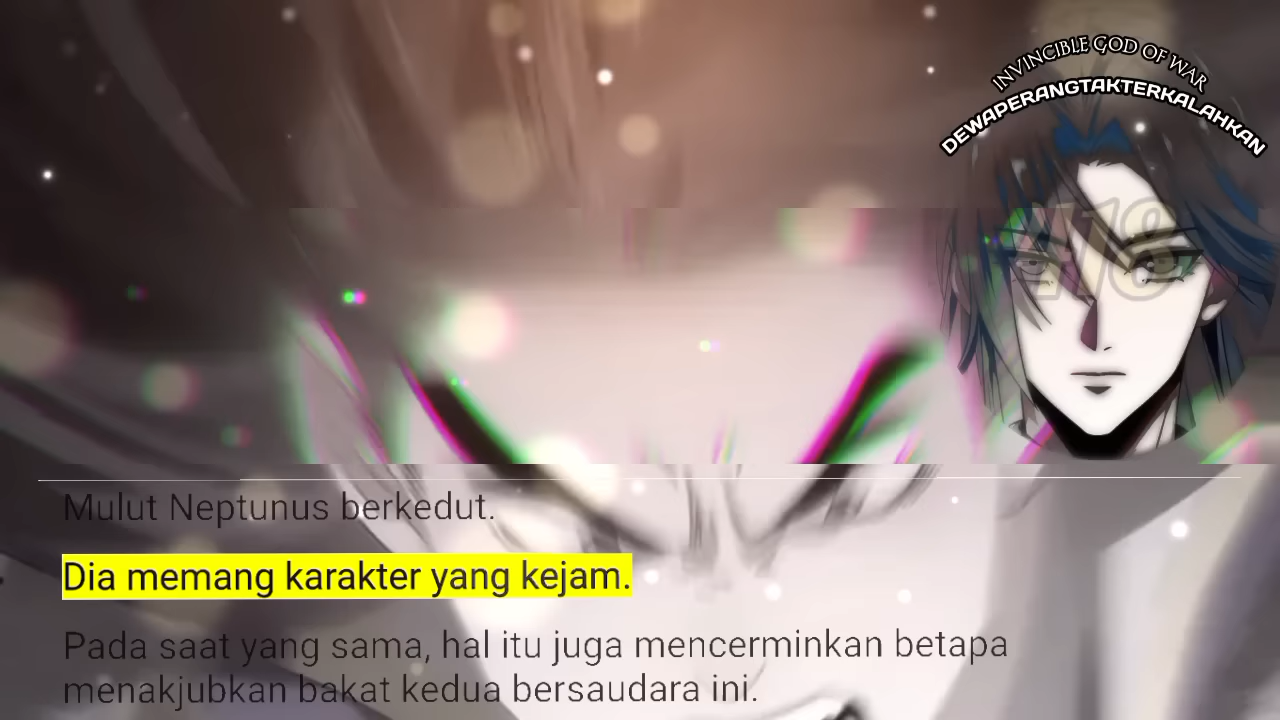 INVINCIBLE GOD OF WAR
DEWAPERANGTAKTERKALAHKAN
Mulut Neptunus berkedut.
Dia memang karakter yang kejam.
Pada saat yang sama, hal itu juga mencerminkan betapa
menakjubkan bakat kedua bersaudara ini.